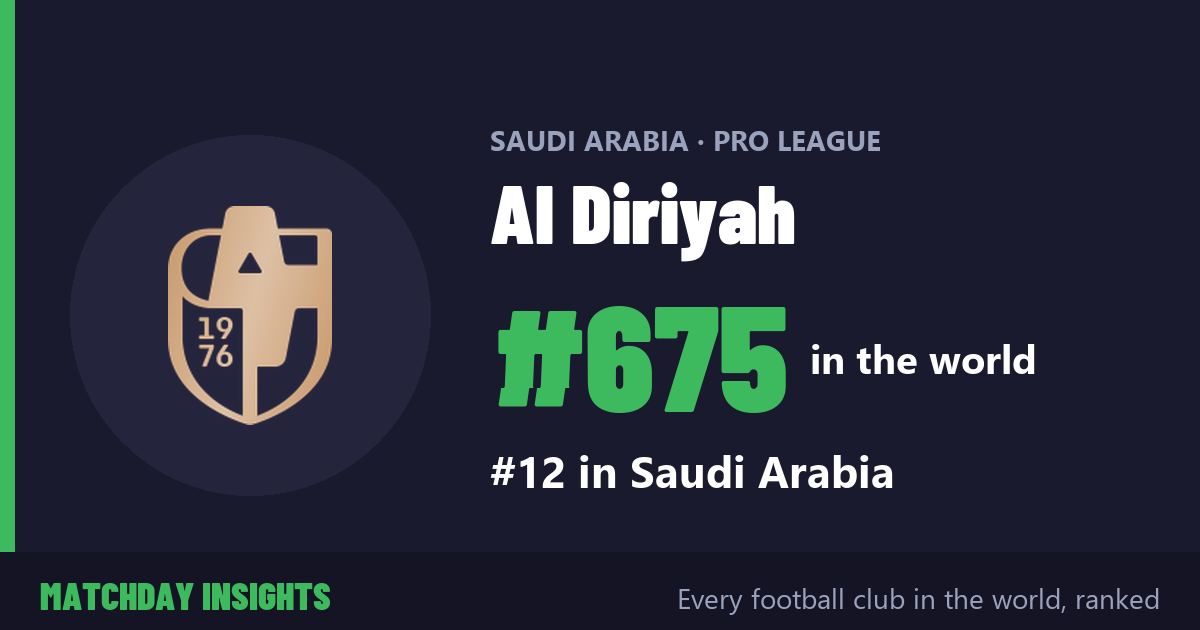 SAUDI ARABIA · PRO LEAGUE
Al Diriyah
#675 in the world
#12 in Saudi Arabia
19
76
MATCHDAY INSIGHTS
Every football club in the world, ranked